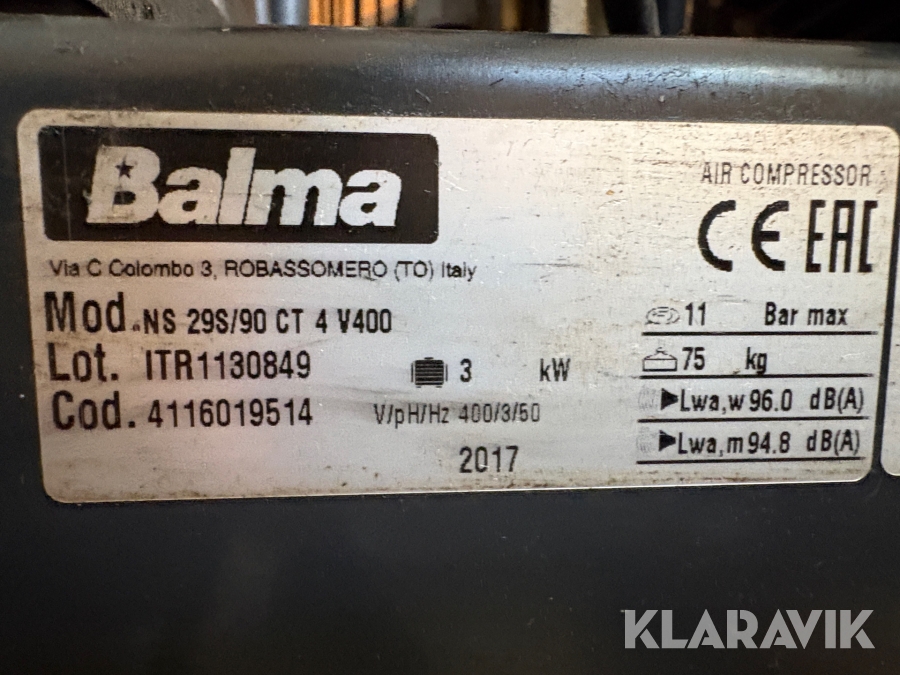 Balma
AIR COMPRESSOR
CE EAC
Via C Colombo 3, ROBASSOMERO (TO) Italy
Mod. NS 29S/90 CT 4 V400
Lot. ITR1130849
Cod. 4116019514
3 kW
V/pH/Hz 400/3/50
2017
11 Bar max
75 kg
Lwa,w 96.0 dB(A)
Lwa,m 94.8 dB(A)
KLARAVIK